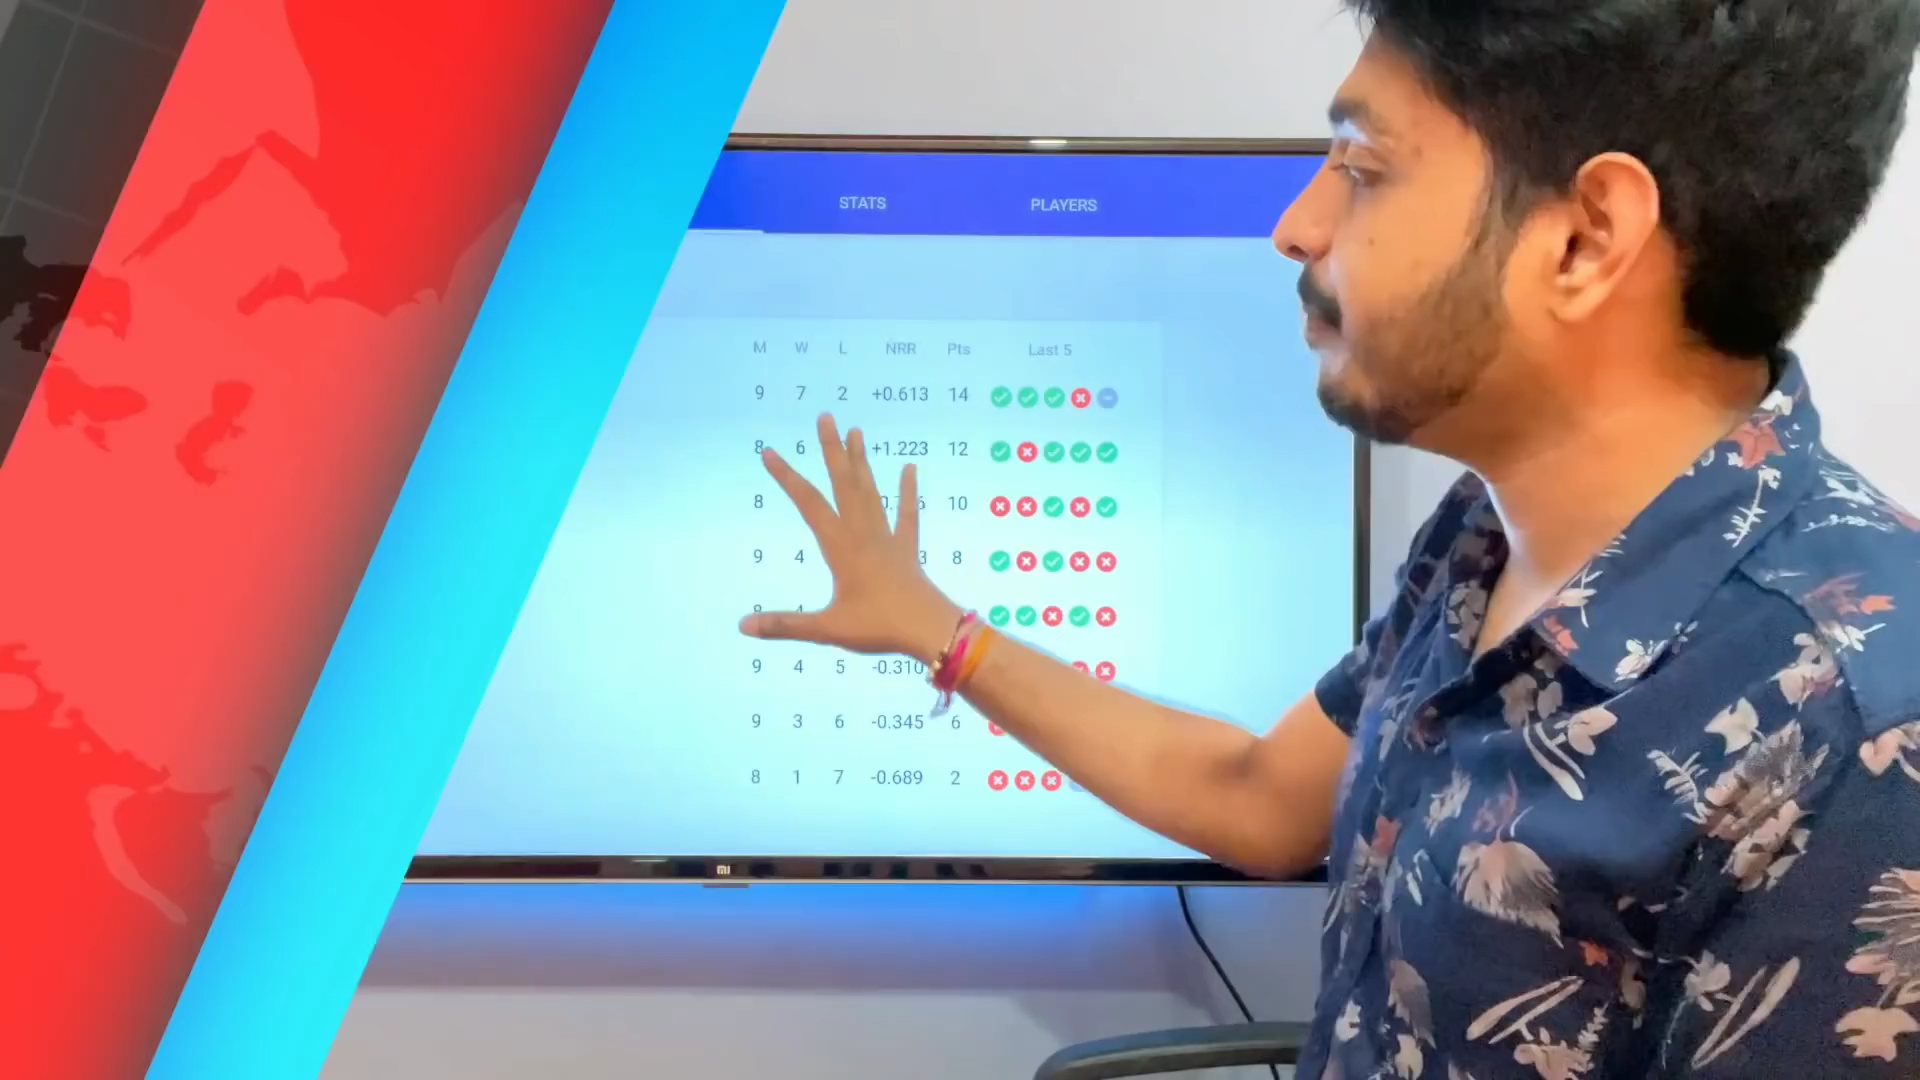 STATS PLAYERS
M W L NRR Pts Last 5
9 7 2 +0.613 14
8 6 +1.223 12
8 10
9 4 8
9 4 5 -0.310
9 3 6 -0.345 6
8 1 7 -0.689 2
mi